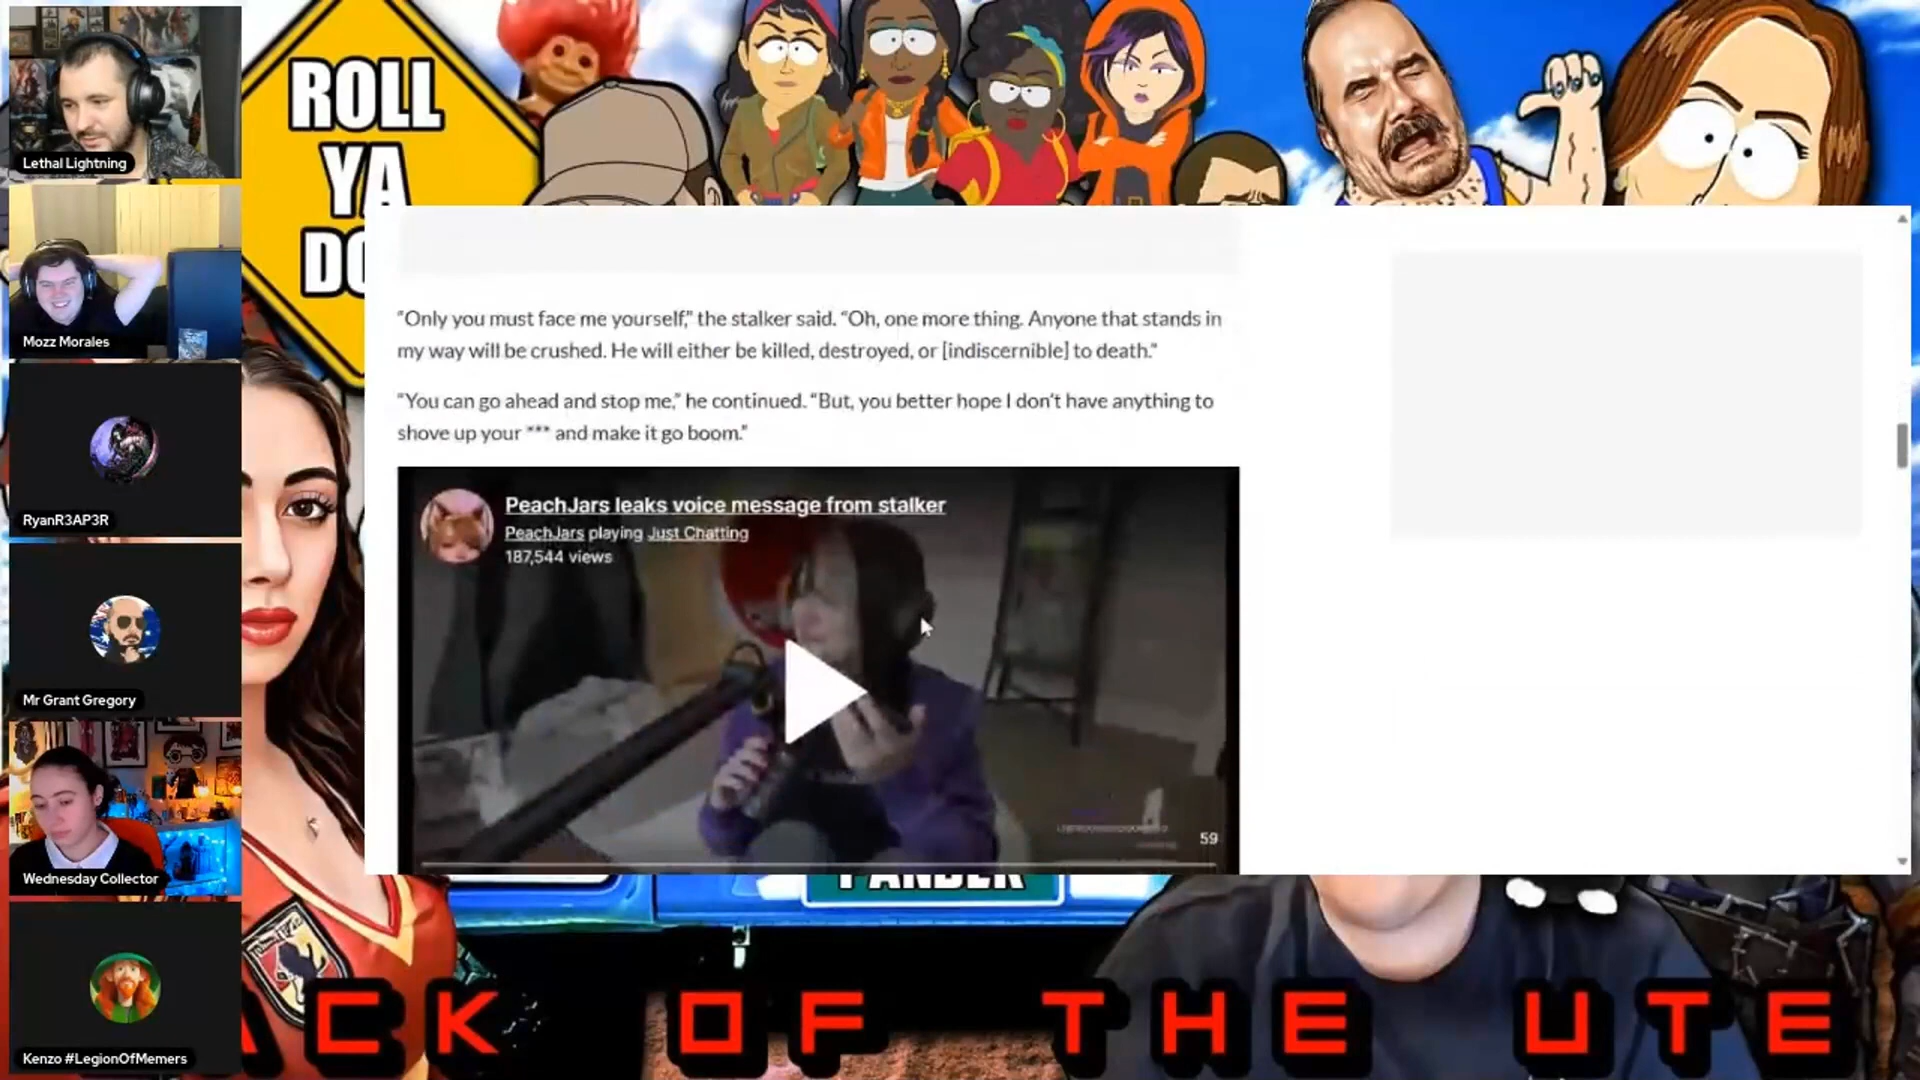 Lethal Lightning
Mozz Morales
RyanR3AP3R
Mr Grant Gregory
Wednesday Collector
Kenzo #LegionOfMemers
ROLL
YA
DO
"Only you must face me yourself," the stalker said. "Oh, one more thing. Anyone that stands in
my way will be crushed. He will either be killed, destroyed, or [indiscernible] to death."
"You can go ahead and stop me," he continued. "But, you better hope I don't have anything to
shove up your *** and make it go boom."
PeachJars leaks voice message from stalker
PeachJars playing Just Chatting
187,544 views
59
PANDER
ACK OF THE UTE